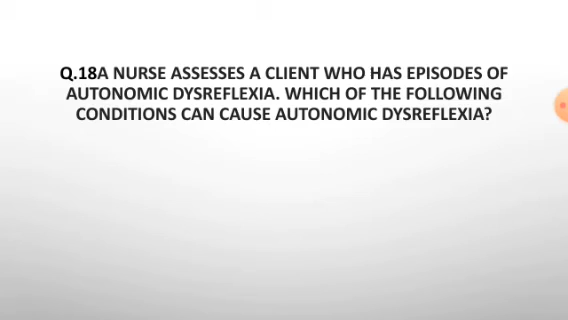 Q.18A NURSE ASSESSES A CLIENT WHO HAS EPISODES OF
AUTONOMIC DYSREFLEXIA. WHICH OF THE FOLLOWING
CONDITIONS CAN CAUSE AUTONOMIC DYSREFLEXIA?